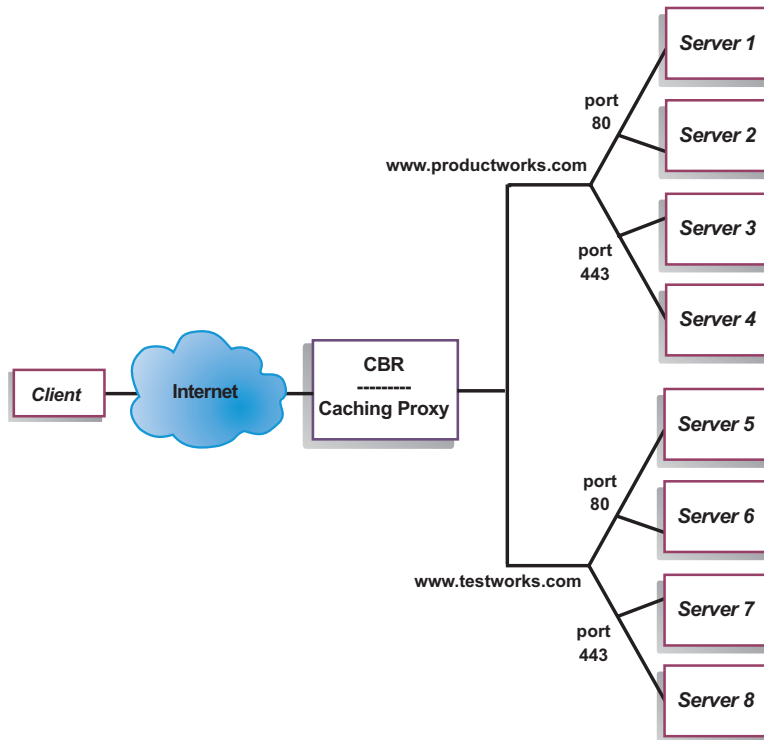 Client
Internet
CBR
---------
Caching Proxy
www.productworks.com
port
80
Server 1
Server 2
port
443
Server 3
Server 4
www.testworks.com
port
80
Server 5
Server 6
port
443
Server 7
Server 8